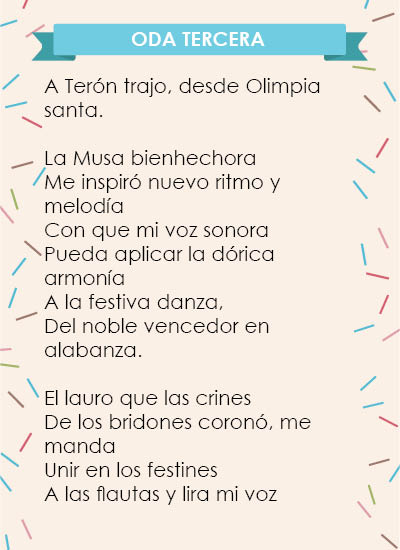 ODA TERCERA
A Terón trajo, desde Olimpia
santa.
La Musa bienhechora
Me inspiró nuevo ritmo y
melodía
Con que mi voz sonora
Pueda aplicar la dórica
armonía
A la festiva danza,
Del noble vencedor en
alabanza.
El lauro que las crines
De los bridones coronó, me
manda
Unir en los festines
A las flautas y lira mi voz